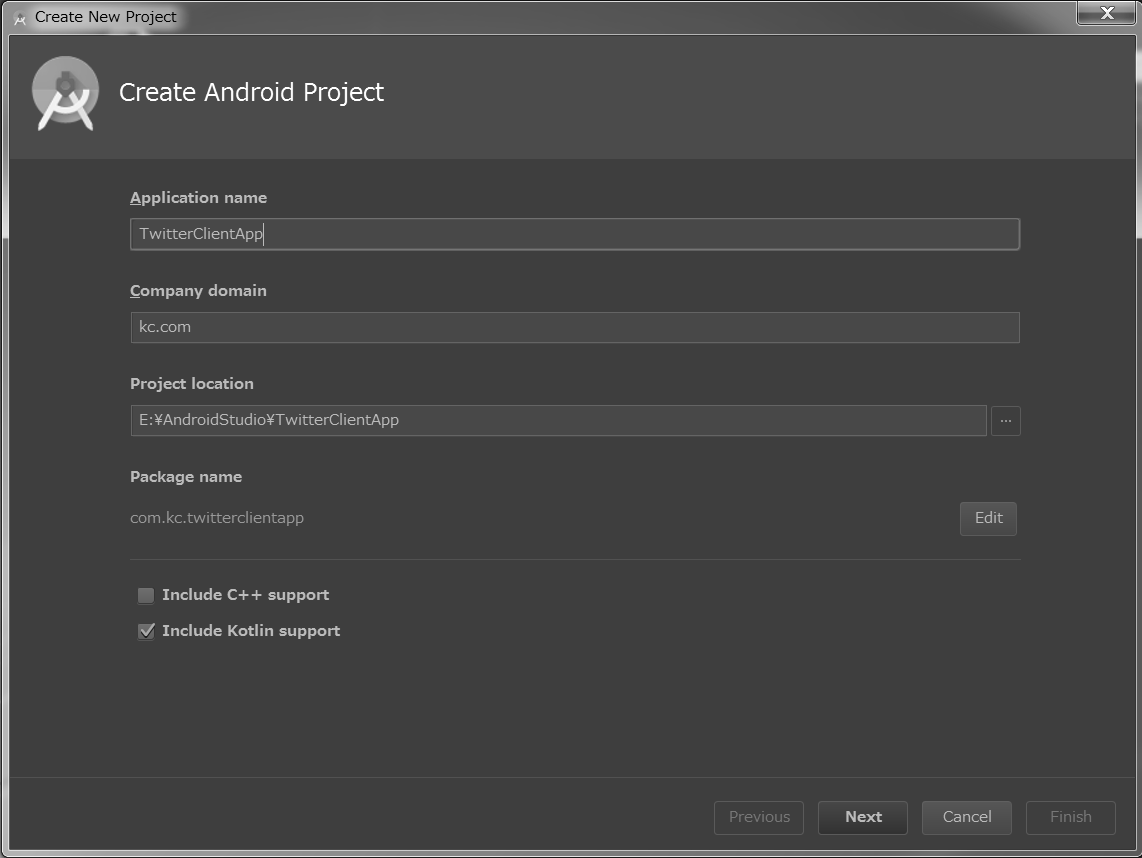 Create New Project
Create Android Project
Application name
TwitterClientApp
Company domain
kc.com
Project location
E:¥AndroidStudio¥TwitterClientApp
...
Package name
com.kc.twitterclientapp
Edit
Include C++ support
Include Kotlin support
Previous Next Cancel Finish